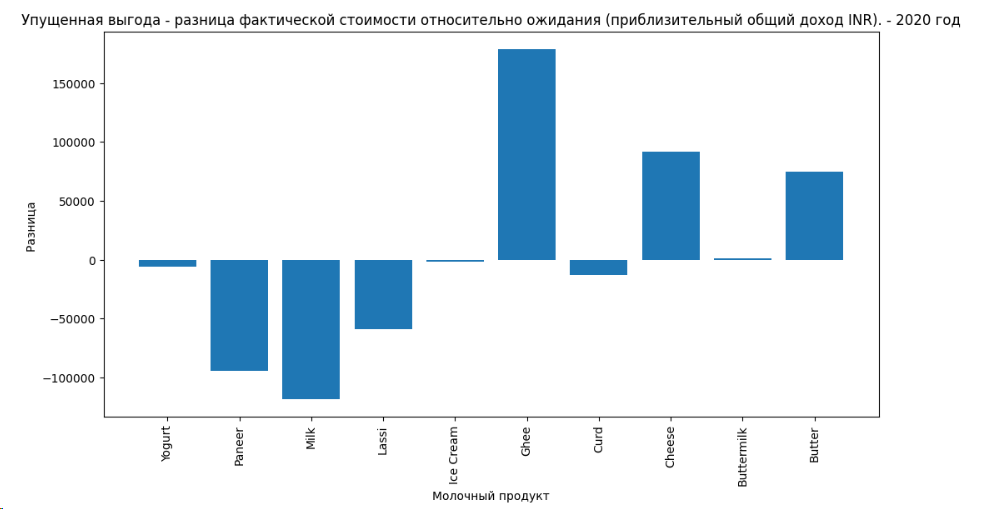 Упущенная выгода - разница фактической стоимости относительно ожидания (приблизительный общий доход INR). - 2020 год
150000
100000
50000
0
−50000
−100000
Разница
Yogurt
Paneer
Milk
Lassi
Ice Cream
Ghee
Curd
Cheese
Buttermilk
Butter
Молочный продукт